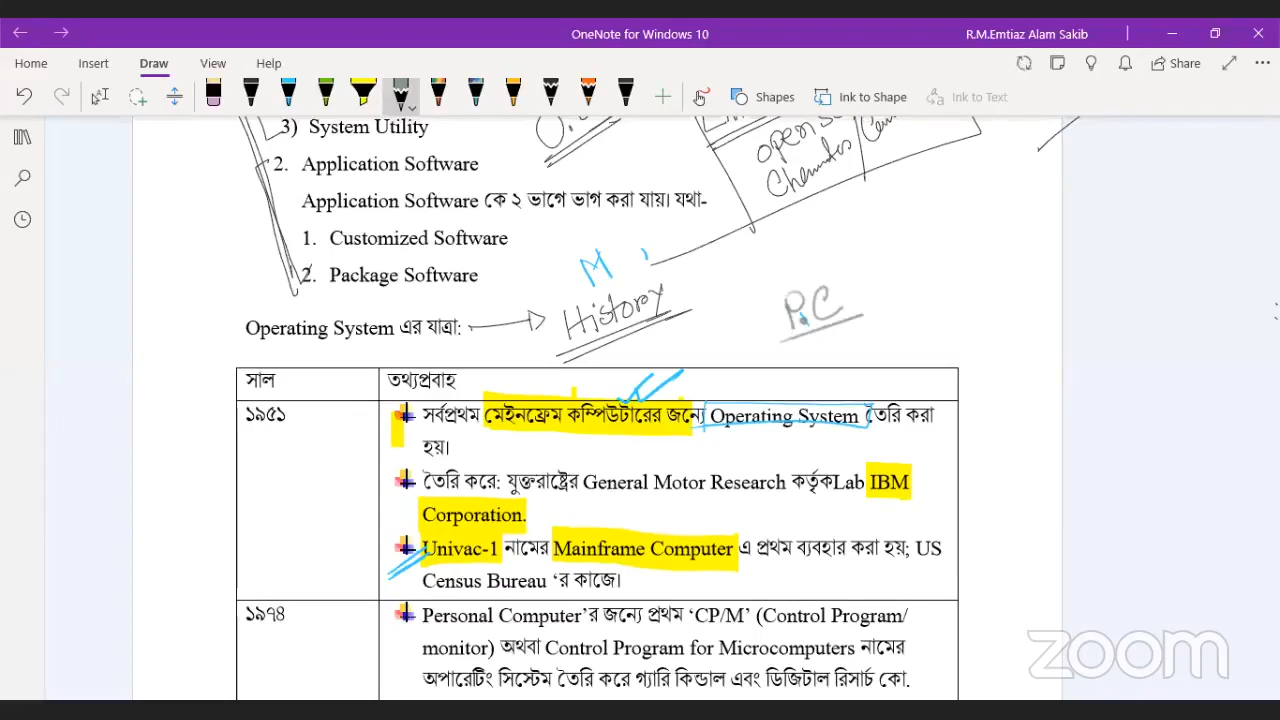 OneNote for Windows 10
R.M.Emtiaz Alam Sakib
Home Insert Draw View Help
Share
Shapes Ink to Shape Ink to Text
3) System Utility
open
2. Application Software
Application Software কে ২ ভাগে ভাগ করা যায়। যথা-
1. Customized Software
M
2. Package Software
History
P.C
Operating System এর যাত্রা:
সাল তথ্যপ্রবাহ
১৯৫১ সর্বপ্রথম মেইনফ্রেম কম্পিউটারের জন্যে Operating System তৈরি করা
হয়।
তৈরি করে: যুক্তরাষ্ট্রের General Motor Research কর্তৃকLab IBM
Corporation.
Univac-1 নামের Mainframe Computer এ প্রথম ব্যবহার করা হয়; US
Census Bureau ‘র কাজে।
১৯৭৪ Personal Computer’র জন্যে প্রথম ‘CP/M’ (Control Program/
monitor) অথবা Control Program for Microcomputers নামের
অপারেটিং সিস্টেম তৈরি করে গ্যারি কিন্ডাল এবং ডিজিটাল রিসার্চ কো.
zoom